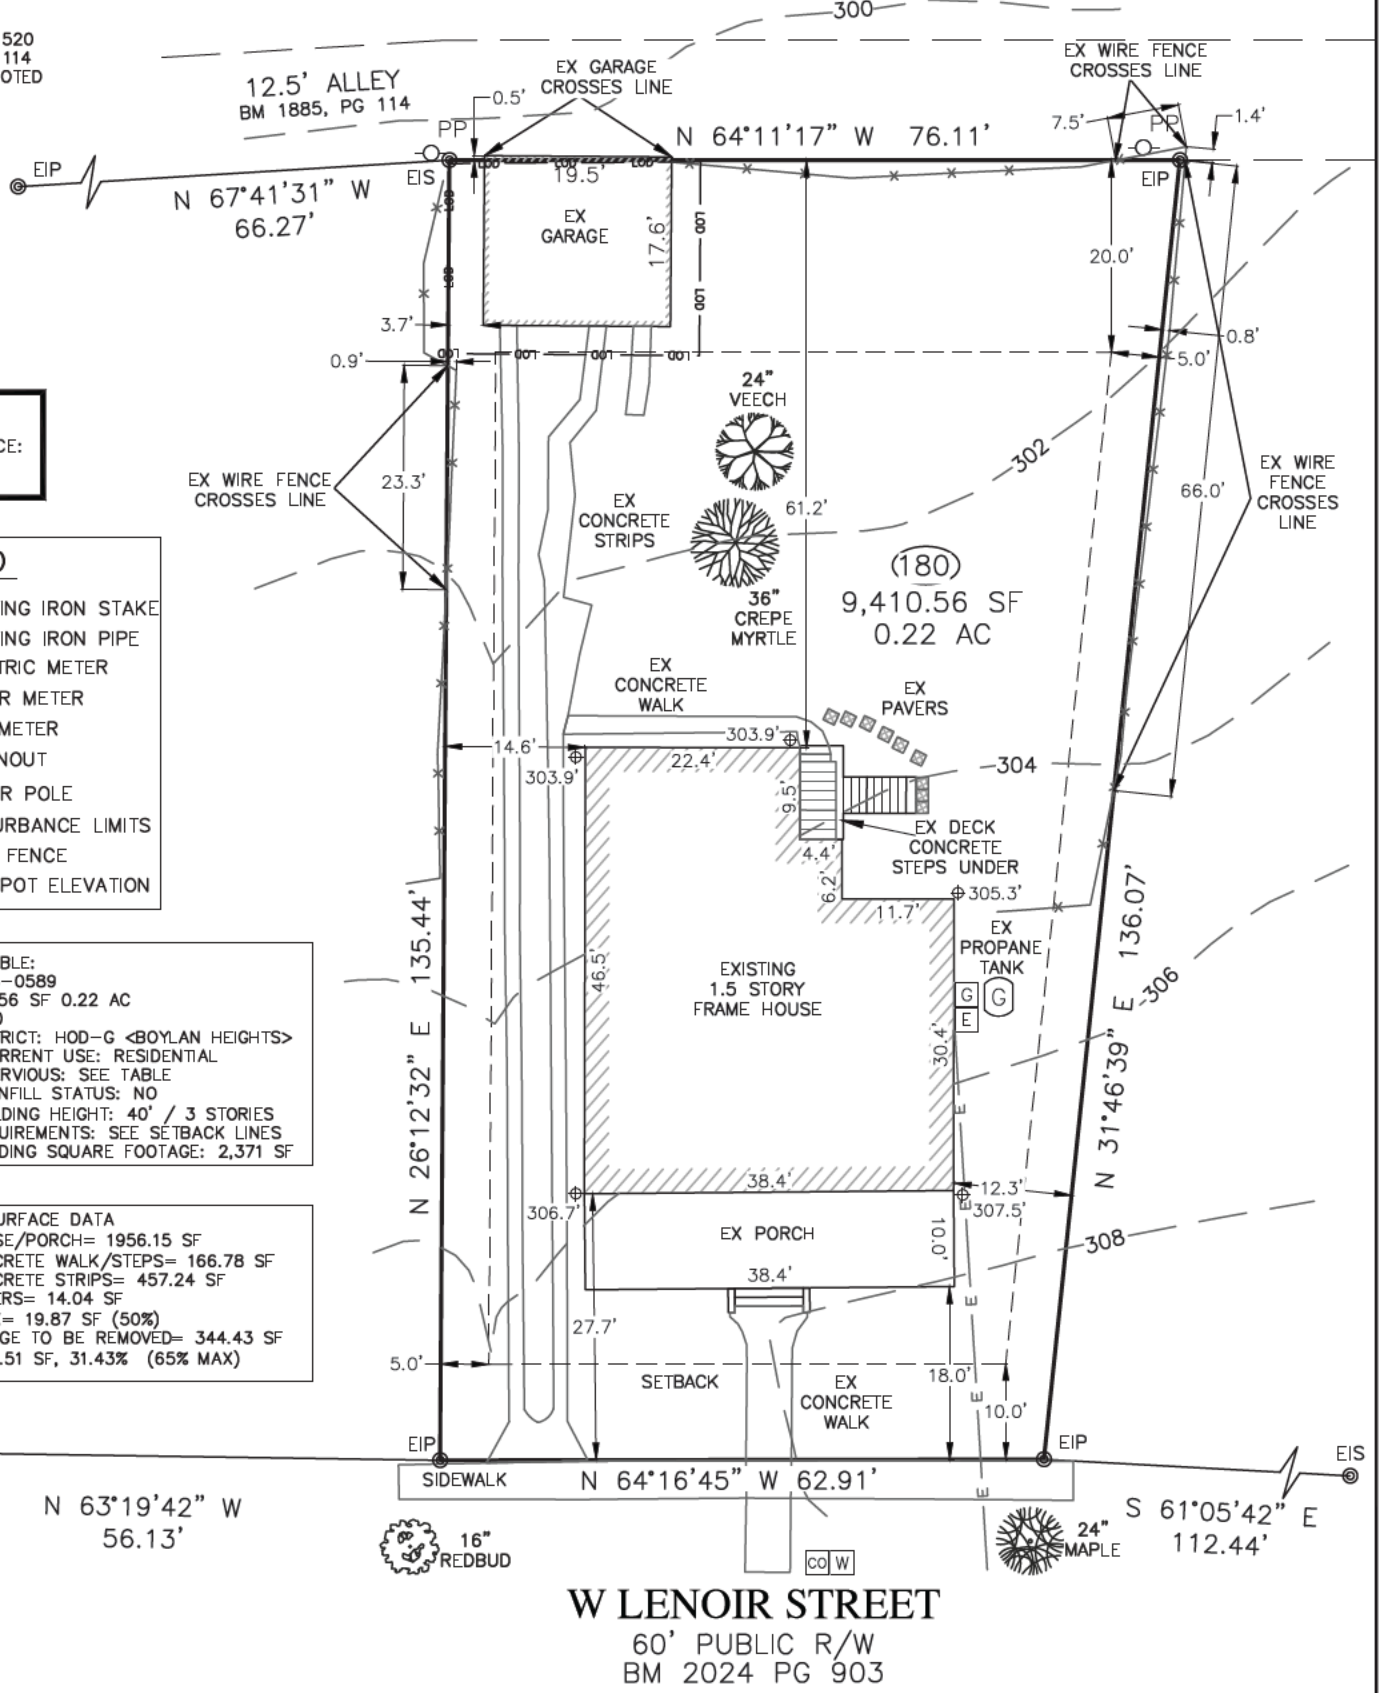 520
114
OTED
300
12.5' ALLEY
BM 1885, PG 114
EX GARAGE
CROSSES LINE
EX WIRE FENCE
CROSSES LINE
0.5'
7.5'
1.4'
PP
PP
N 64°11'17" W 76.11'
EIP
EIS
EIP
N 67°41'31" W
66.27'
LOD LOD LOD
19.5'
EX
GARAGE
17.6'
LOD
LOD
LOD
LOD
20.0'
3.7'
0.9'
LOD LOD LOD LOD
0.8'
5.0'
24"
VEECH
302
CE:
EX WIRE FENCE
CROSSES LINE
23.3'
EX
CONCRETE
STRIPS
61.2'
66.0'
EX WIRE
FENCE
CROSSES
LINE
36"
CREPE
MYRTLE
180
9,410.56 SF
0.22 AC
ING IRON STAKE
ING IRON PIPE
TRIC METER
R METER
METER
NOUT
R POLE
URBANCE LIMITS
FENCE
POT ELEVATION
EX
CONCRETE
WALK
EX
PAVERS
14.6'
303.9'
303.9'
22.4'
304
9.5'
EX DECK
CONCRETE
STEPS UNDER
4.4'
6.2'
11.7'
305.3'
EX
PROPANE
TANK
G
G
E
EXISTING
1.5 STORY
FRAME HOUSE
46.5'
30.4'
306
N 26°12'32" E 135.44'
N 31°46'39" E 136.07'
BLE:
-0589
56 SF 0.22 AC
RICT: HOD-G <BOYLAN HEIGHTS>
RRENT USE: RESIDENTIAL
RVIOUS: SEE TABLE
NFILL STATUS: NO
LDING HEIGHT: 40' / 3 STORIES
UIREMENTS: SEE SETBACK LINES
DING SQUARE FOOTAGE: 2,371 SF
E
38.4'
12.3'
306.7'
307.5'
E
EX PORCH
10.0'
308
38.4'
URFACE DATA
SE/PORCH= 1956.15 SF
CRETE WALK/STEPS= 166.78 SF
CRETE STRIPS= 457.24 SF
ERS= 14.04 SF
= 19.87 SF (50%)
GE TO BE REMOVED= 344.43 SF
.51 SF, 31.43% (65% MAX)
27.7'
E
5.0'
SETBACK
EX
CONCRETE
WALK
18.0'
E
10.0'
EIP
EIP
EIS
SIDEWALK
N 64°16'45" W 62.91'
E
N 63°19'42" W
56.13'
S 61°05'42" E
112.44'
16"
REDBUD
24"
MAPLE
CO W
W LENOIR STREET
60' PUBLIC R/W
BM 2024 PG 903